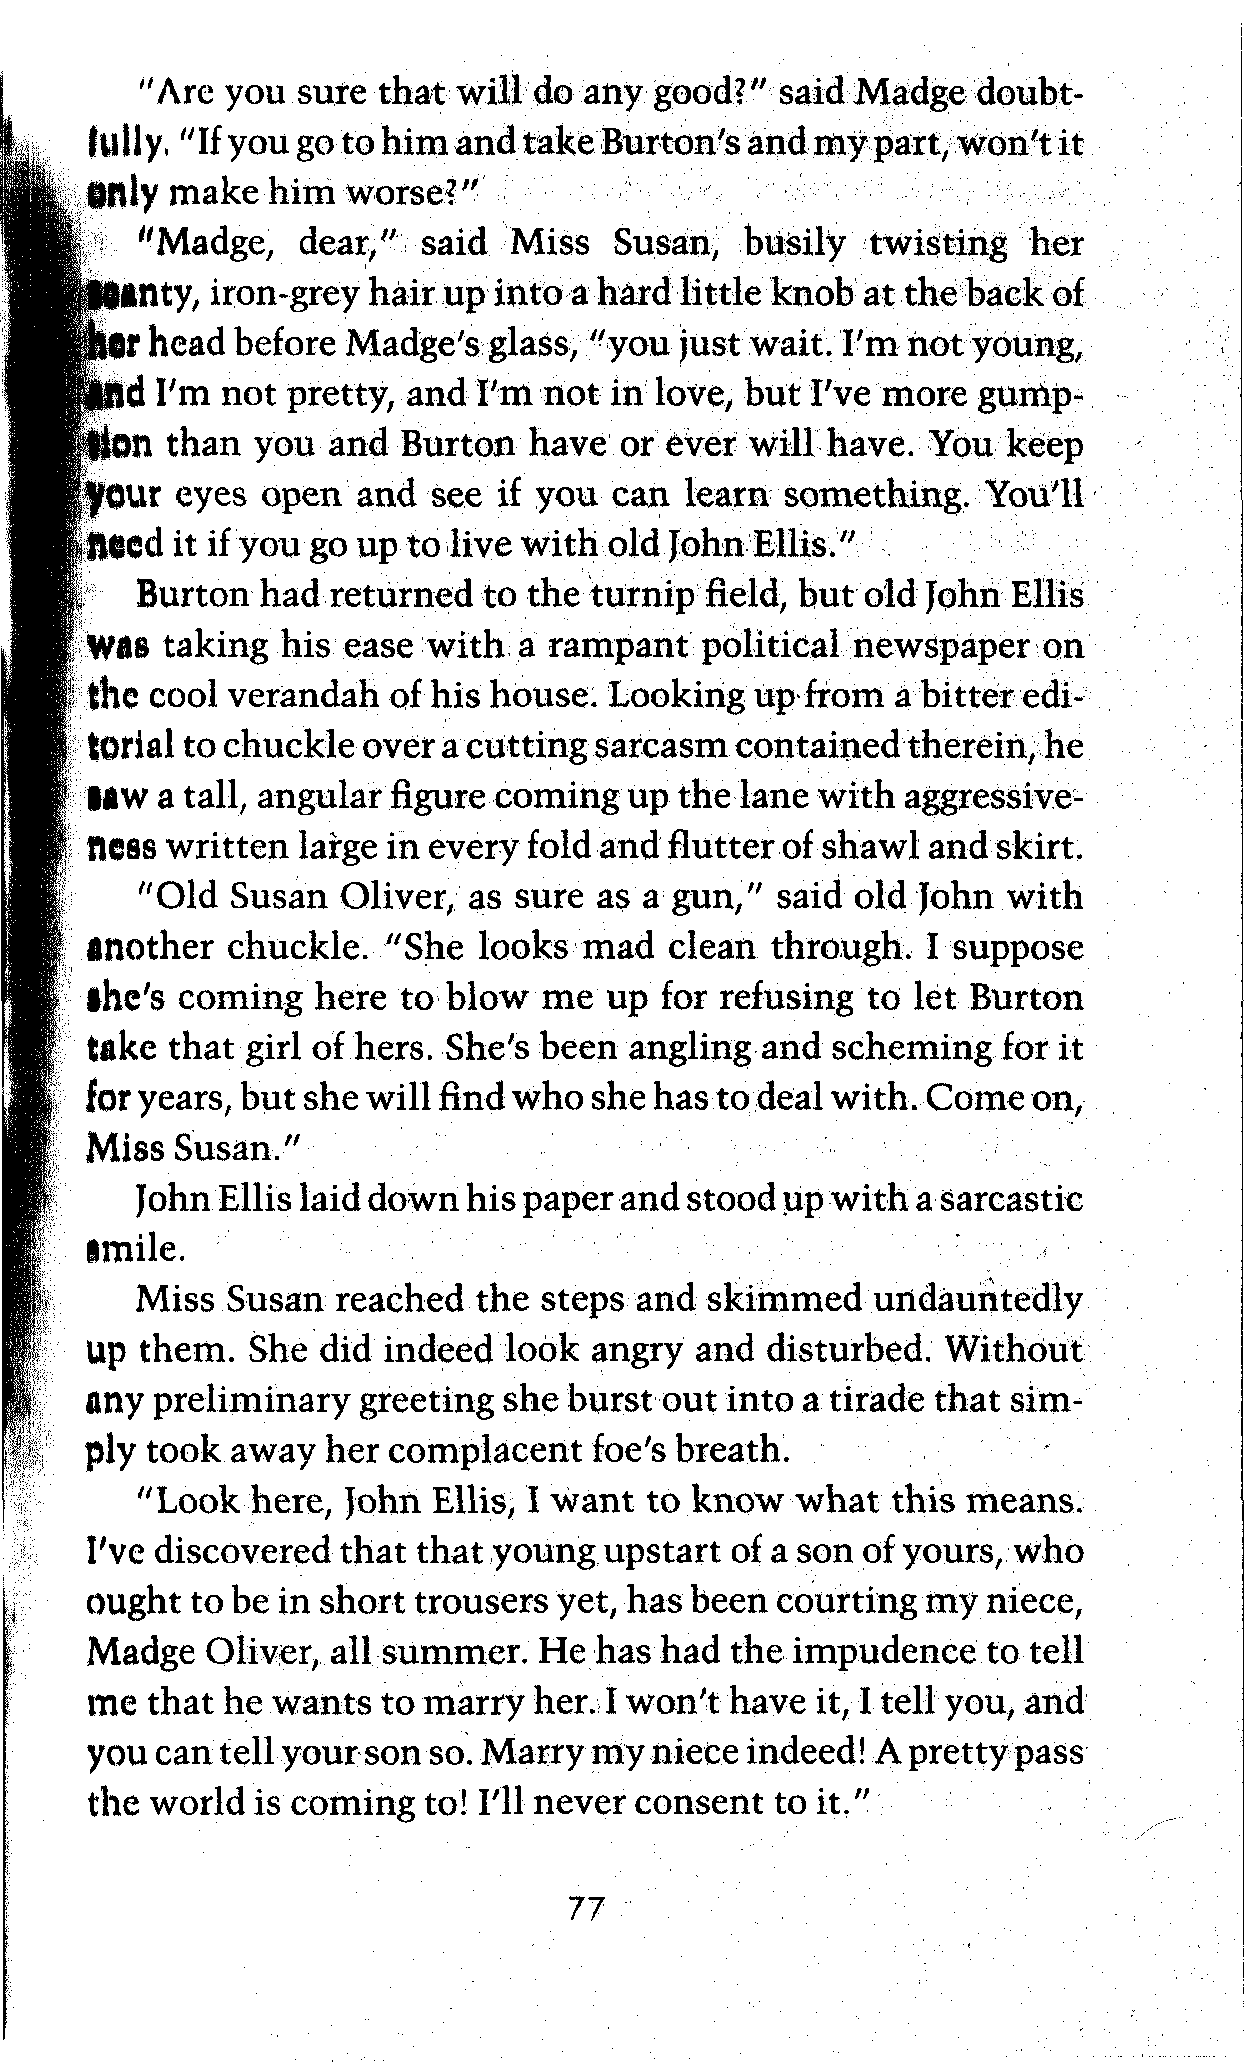 "Are you sure that will do any good?" said Madge doubt-
fully. "If you go to him and take Burton's and my part, won't it
only make him worse?"
"Madge, dear," said Miss Susan, busily twisting her
scanty, iron-grey hair up into a hard little knob at the back of
her head before Madge's glass, "you just wait. I'm not young,
and I'm not pretty, and I'm not in love, but I've more gump-
tion than you and Burton have or ever will have. You keep
your eyes open and see if you can learn something. You'll
need it if you go up to live with old John Ellis."
Burton had returned to the turnip field, but old John Ellis
was taking his ease with a rampant political newspaper on
the cool verandah of his house. Looking up from a bitter edi-
torial to chuckle over a cutting sarcasm contained therein, he
saw a tall, angular figure coming up the lane with aggressive-
ness written large in every fold and flutter of shawl and skirt.
"Old Susan Oliver, as sure as a gun," said old John with
another chuckle. "She looks mad clean through. I suppose
she's coming here to blow me up for refusing to let Burton
take that girl of hers. She's been angling and scheming for it
for years, but she will find who she has to deal with. Come on,
Miss Susan."
John Ellis laid down his paper and stood up with a sarcastic
smile.
Miss Susan reached the steps and skimmed undauntedly
up them. She did indeed look angry and disturbed. Without
any preliminary greeting she burst out into a tirade that sim-
ply took away her complacent foe's breath.
"Look here, John Ellis, I want to know what this means.
I've discovered that that young upstart of a son of yours, who
ought to be in short trousers yet, has been courting my niece,
Madge Oliver, all summer. He has had the impudence to tell
me that he wants to marry her. I won't have it, I tell you, and
you can tell your son so. Marry my niece indeed! A pretty pass
the world is coming to! I'll never consent to it."
77